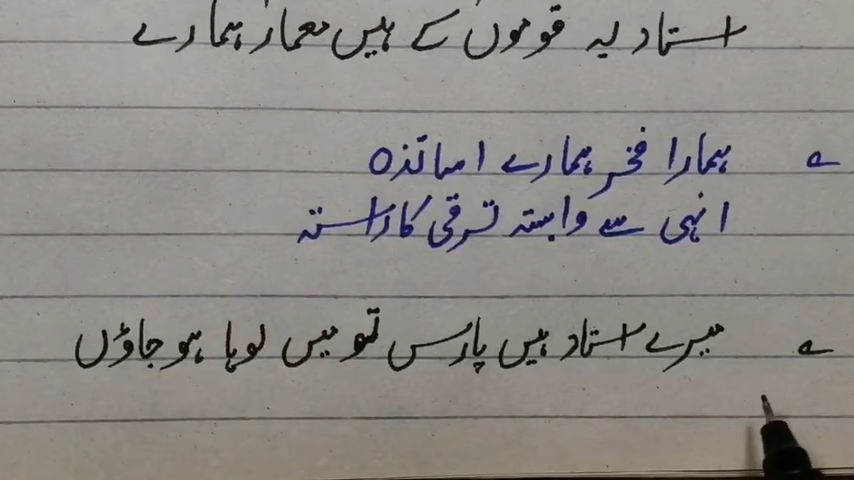 استاد یہ قوموں کے ہیں معمار ہمارے
ہمارا فخر ہمارے اساتذہ
انہی سے وابستہ ترقی کا راستہ
میرے استاد ہیں پارس تو میں لوہا ہو جاؤں